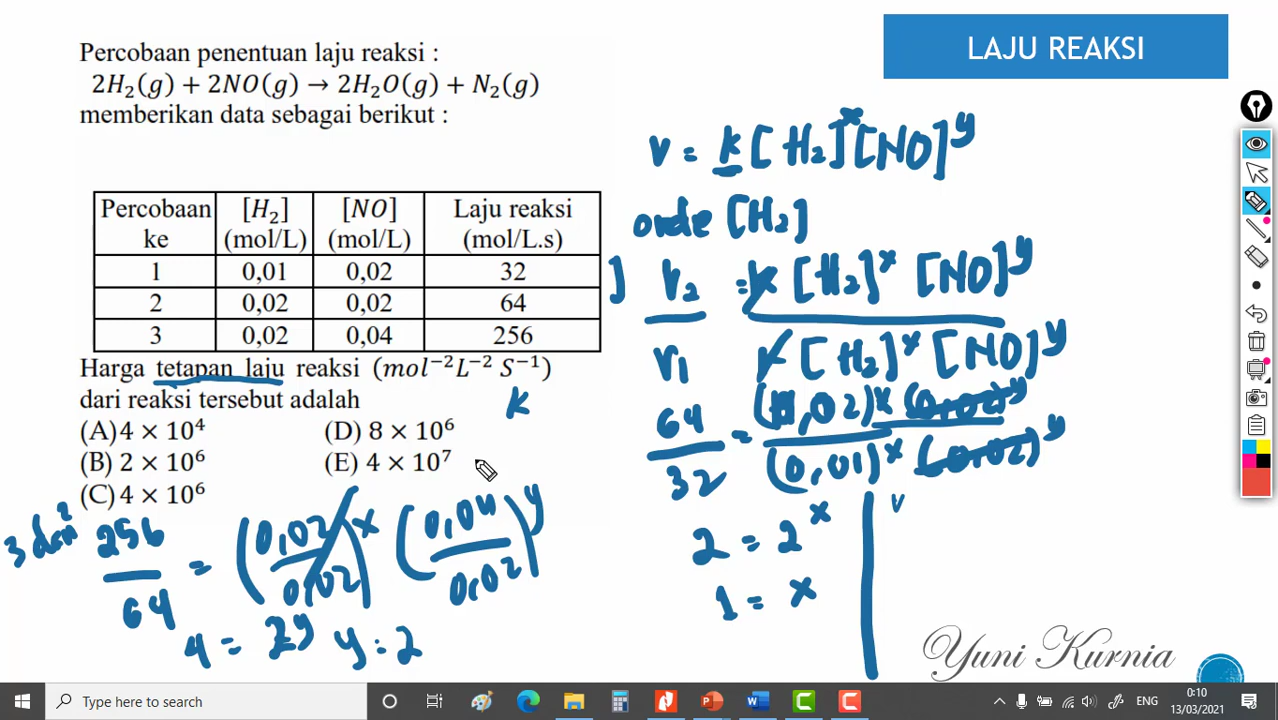 LAJU REAKSI
Percobaan penentuan laju reaksi :
2H₂(g) + 2NO(g) → 2H₂O(g) + N₂(g)
memberikan data sebagai berikut :
Percobaan ke | [H₂] (mol/L) | [NO] (mol/L) | Laju reaksi (mol/L.s)
1 | 0,01 | 0,02 | 32
2 | 0,02 | 0,02 | 64
3 | 0,02 | 0,04 | 256
Harga tetapan laju reaksi (mol⁻²L⁻² S⁻¹)
dari reaksi tersebut adalah
k
(A) 4 × 10⁴
(B) 2 × 10⁶
(C) 4 × 10⁶
(D) 8 × 10⁶
(E) 4 × 10⁷
3 dan 2
256/64 = (0,02/0,02)ˣ (0,04/0,02)ʸ
4 = 2ʸ y = 2
v = k [H₂]ˣ [NO]ʸ
orde [H₂]
v₂/v₁ = k [H₂]ˣ [NO]ʸ / k [H₂]ˣ [NO]ʸ
64/32 = (0,02)ˣ (0,02)ʸ / (0,01)ˣ (0,02)ʸ
2 = 2ˣ
1 = x
v
Yuni Kurnia
Type here to search
ENG
0:10
13/03/2021